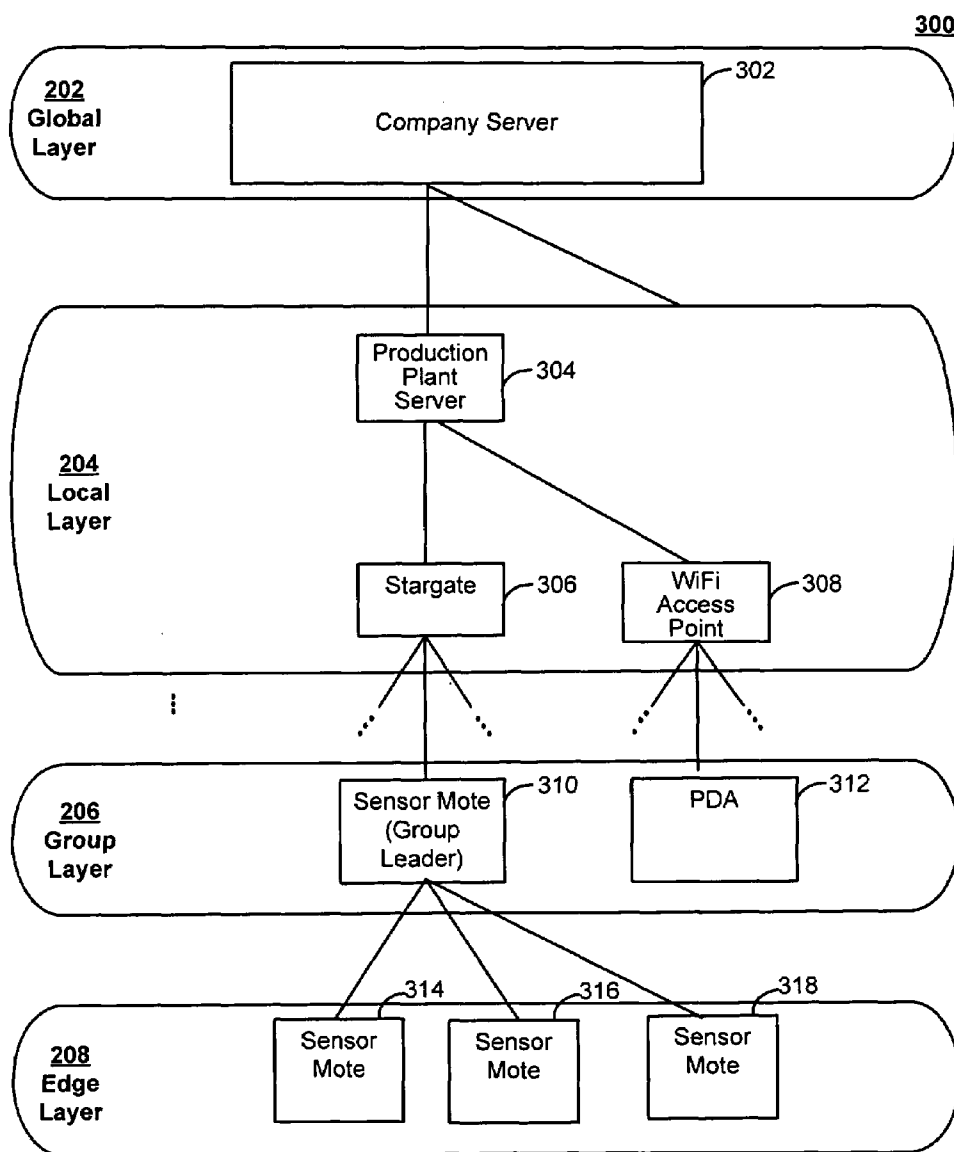 300
202
Global
Layer
302
Company Server
204
Local
Layer
Production
Plant
Server
304
Stargate
306
WiFi
Access
Point
308
206
Group
Layer
Sensor Mote
(Group
Leader)
310
PDA
312
208
Edge
Layer
314
Sensor
Mote
316
Sensor
Mote
318
Sensor
Mote